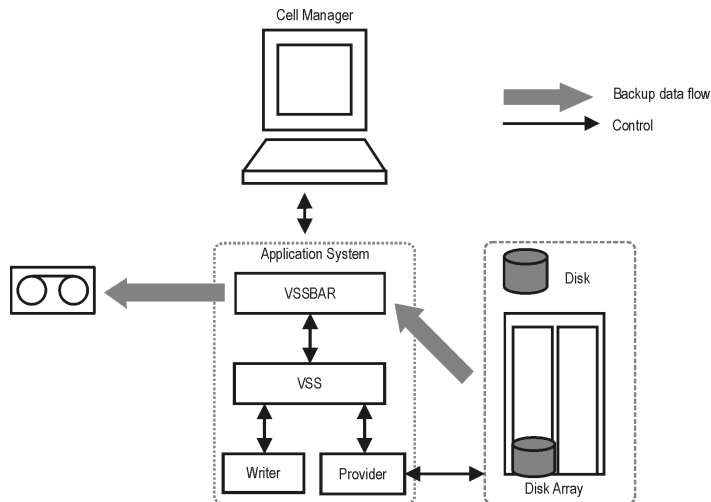 Cell Manager
Backup data flow
Control
Application System
VSSBAR
Disk
VSS
Writer
Provider
Disk Array